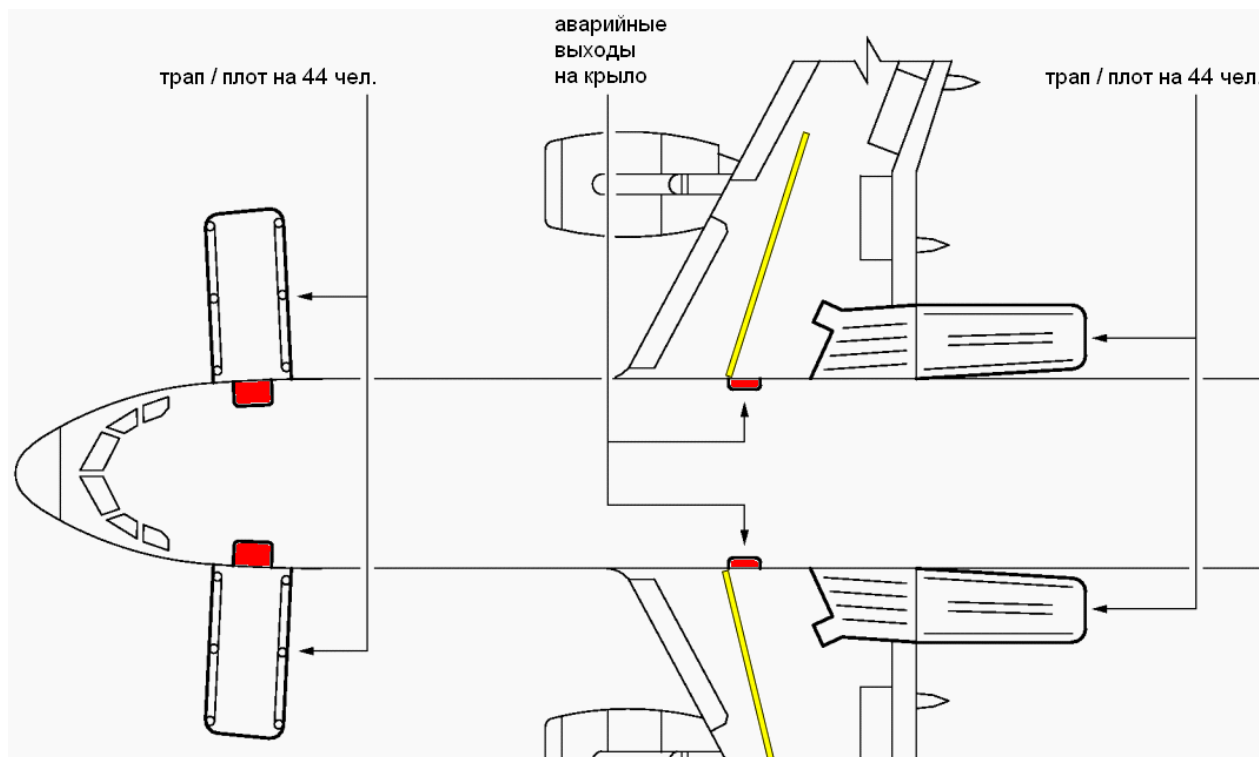 аварийные
выходы
на крыло
трап / плот на 44 чел.
трап / плот на 44 чел.